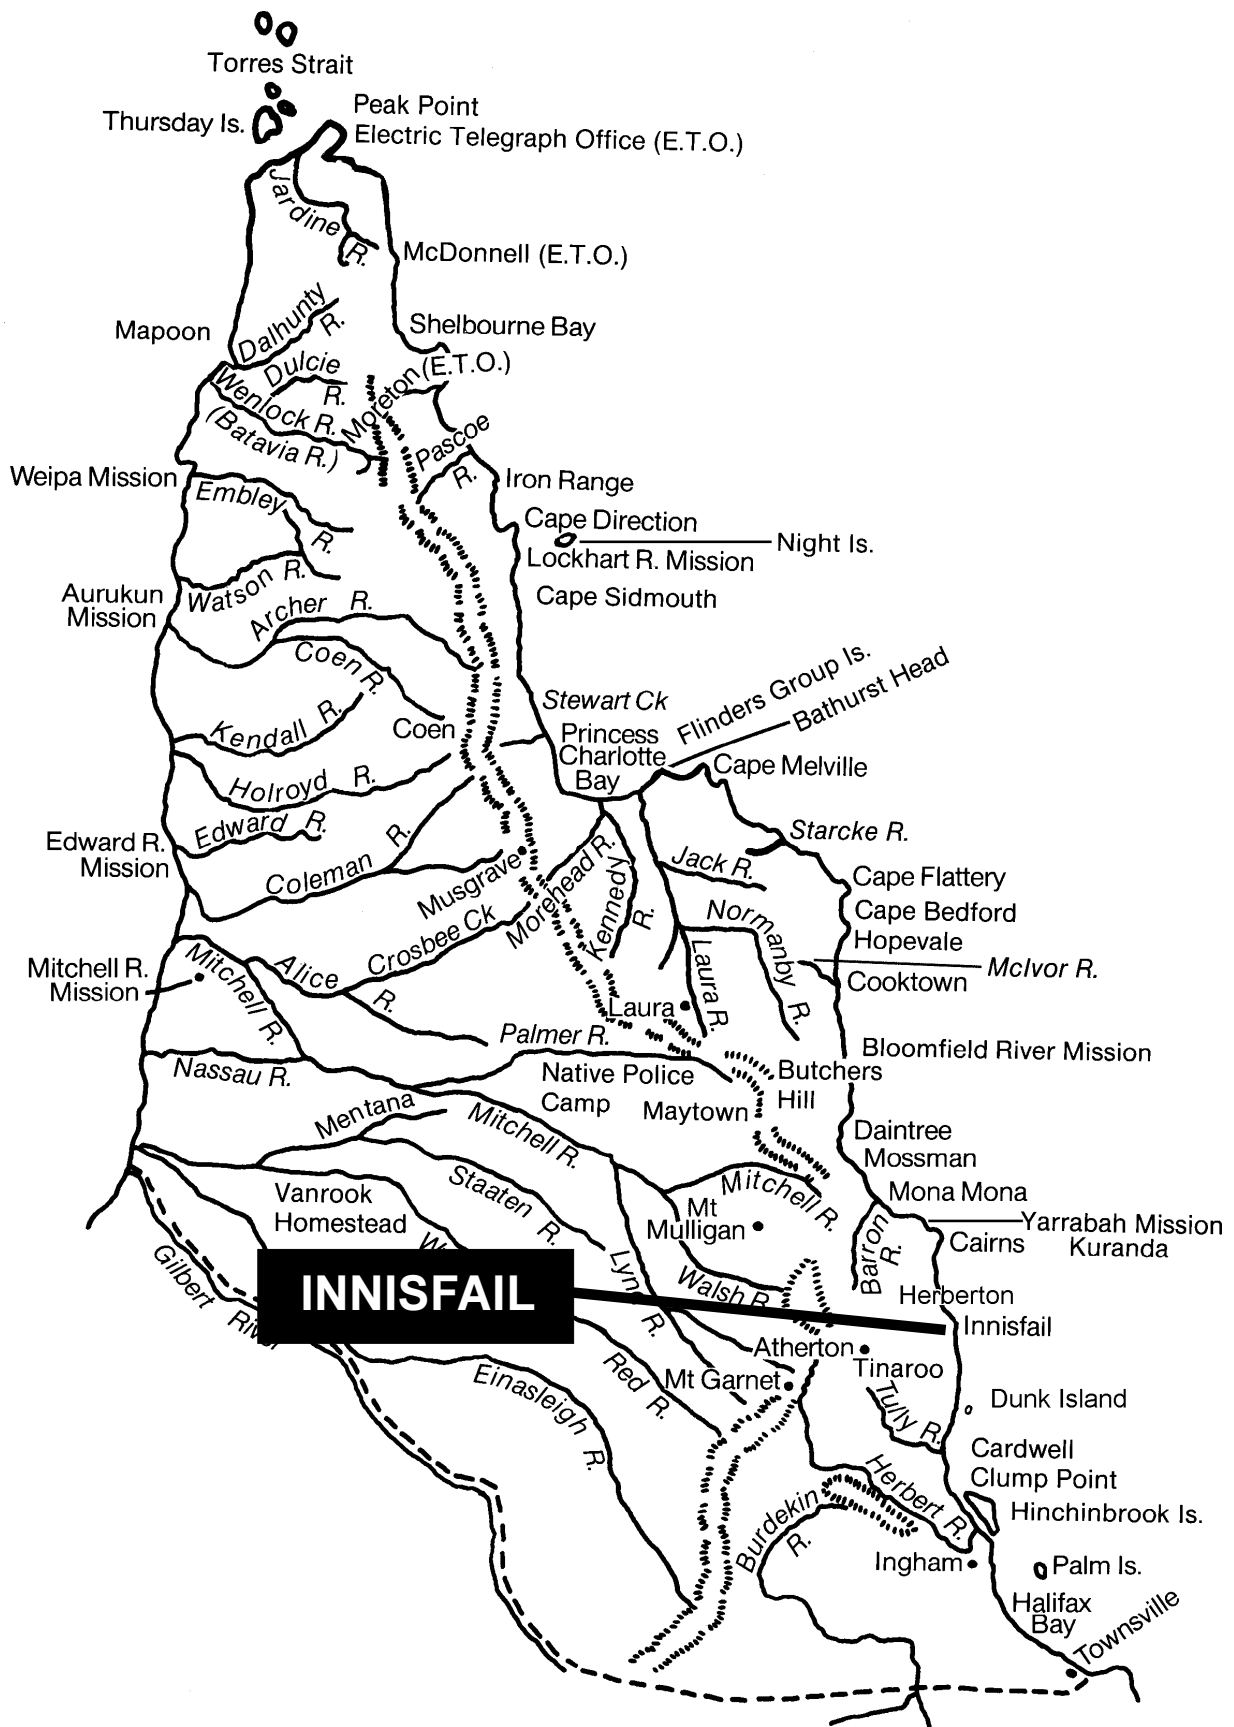 Torres Strait
Thursday Is.
Peak Point
Electric Telegraph Office (E.T.O.)
Jardine
R.
McDonnell (E.T.O.)
Mapoon
Dalhunty
R.
Shelbourne Bay
Dulcie
R.
Moreton (E.T.O.)
Wenlock R.
(Batavia R.)
Pascoe
R.
Weipa Mission
Embley
R.
Iron Range
Cape Direction
Night Is.
Lockhart R. Mission
Cape Sidmouth
Aurukun
Mission
Watson R.
Archer R.
Coen R.
Flinders Group Is.
Bathurst Head
Stewart Ck
Kendall R.
Coen
Princess
Charlotte
Bay
Cape Melville
Holroyd R.
Edward R.
Starcke R.
Edward R.
Mission
Coleman R.
Musgrave
Morehead R.
Kennedy
R.
Jack R.
Cape Flattery
Cape Bedford
Hopevale
Normanby
R.
Crosbee Ck
McIvor R.
Cooktown
Mitchell R.
Mission
Mitchell R.
Alice
R.
Laura R.
Laura
Palmer R.
Bloomfield River Mission
Nassau R.
Native Police
Camp
Maytown
Butchers
Hill
Mentana
Mitchell R.
Daintree
Mossman
Mitchell R.
Mona Mona
Vanrook
Homestead
Staaten R.
Mt
Mulligan
Barron
R.
Yarrabah Mission
Kuranda
Cairns
Gilbert River
INNISFAIL
R.
Walsh R.
Herberton
Innisfail
Atherton
Tinaroo
Red R.
Mt Garnet
Einasleigh
R.
Tully R.
Dunk Island
Cardwell
Clump Point
Herbert R.
Hinchinbrook Is.
Burdekin
R.
Ingham
Palm Is.
Halifax
Bay
Townsville